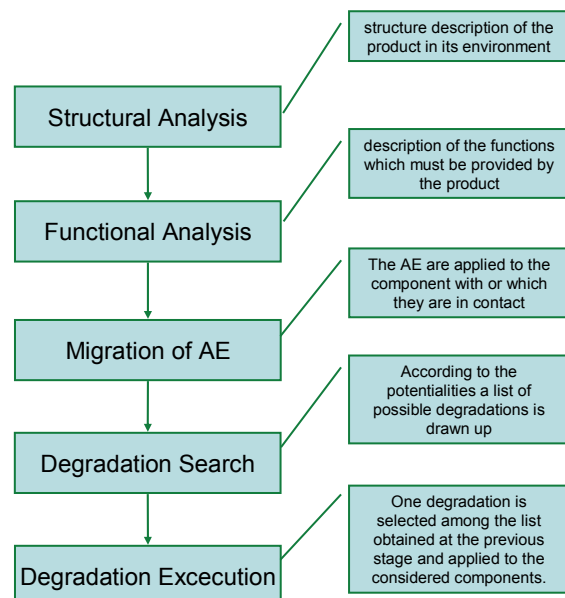 structure description of the
product in its environment
Structural Analysis
description of the functions
which must be provided by
the product
Functional Analysis
The AE are applied to the
component with or which
they are in contact
Migration of AE
According to the
potentialities a list of
possible degradations is
drawn up
Degradation Search
One degradation is
selected among the list
obtained at the previous
stage and applied to the
considered components.
Degradation Excecution